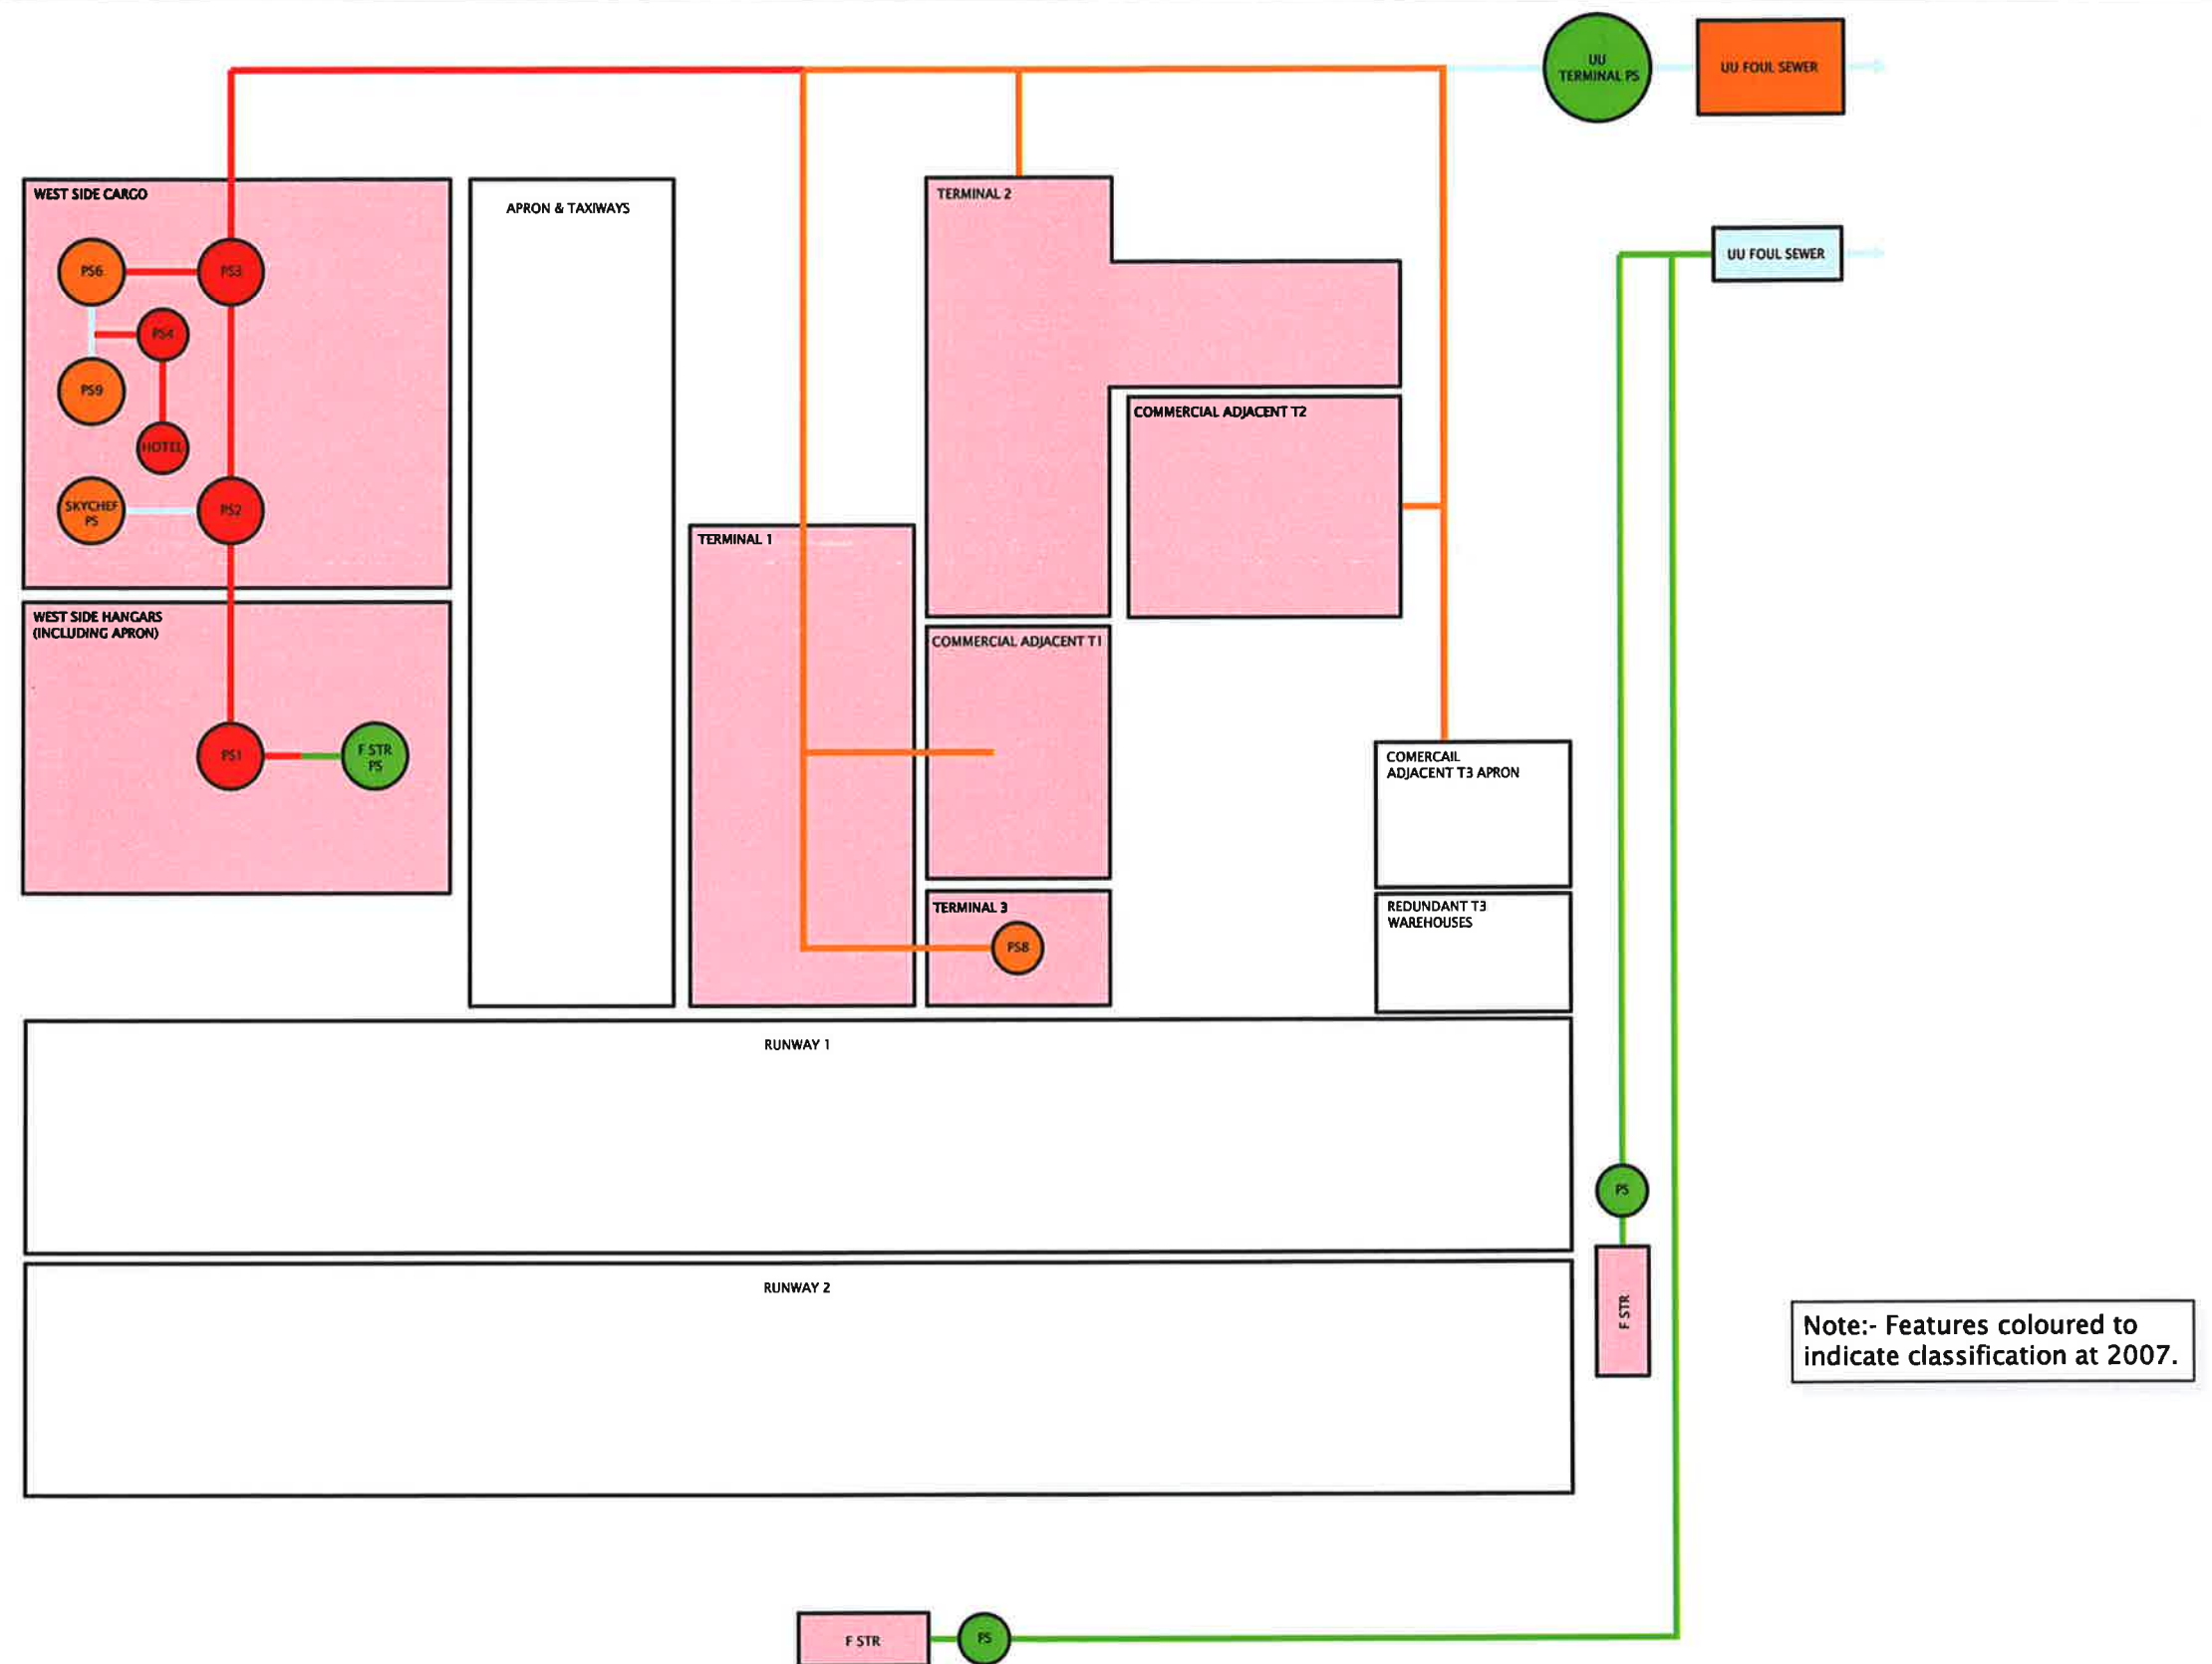 UU
TERMINAL PS
UU FOUL SEWER
WEST SIDE CARGO
APRON & TAXIWAYS
TERMINAL 2
UU FOUL SEWER
PS6
PS3
PS4
PS9
HOTEL
SKYCHEF
PS
PS2
COMMERCIAL ADJACENT T2
TERMINAL 1
WEST SIDE HANGARS
(INCLUDING APRON)
COMMERCIAL ADJACENT T1
PS1
F STR
PS
COMERCAIL
ADJACENT T3 APRON
TERMINAL 3
PS8
REDUNDANT T3
WAREHOUSES
RUNWAY 1
PS
RUNWAY 2
F STR
Note:- Features coloured to
indicate classification at 2007.
F STR
PS